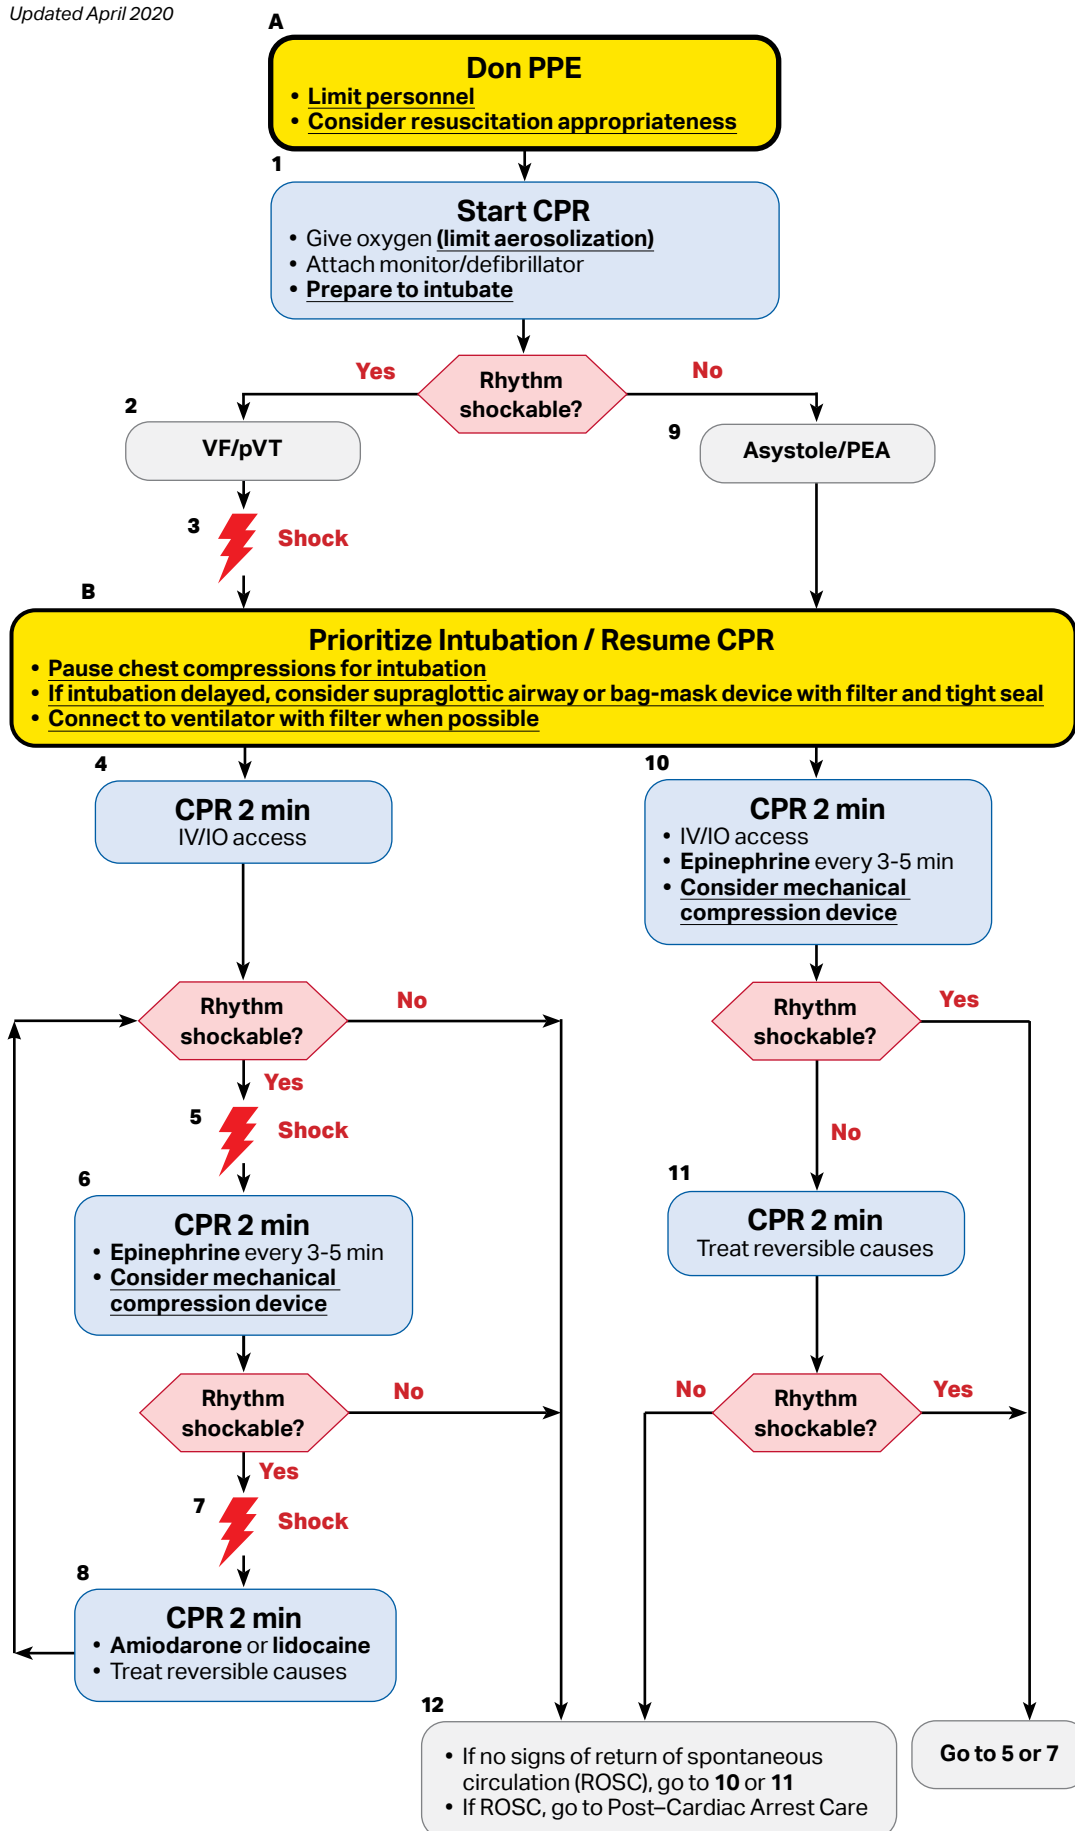 Updated April 2020
A
Don PPE
• Limit personnel
• Consider resuscitation appropriateness
1
Start CPR
• Give oxygen (limit aerosolization)
• Attach monitor/defibrillator
• Prepare to intubate
Yes
Rhythm
shockable?
No
2
VF/pVT
9
Asystole/PEA
3
Shock
B
Prioritize Intubation / Resume CPR
• Pause chest compressions for intubation
• If intubation delayed, consider supraglottic airway or bag-mask device with filter and tight seal
• Connect to ventilator with filter when possible
4
CPR 2 min
IV/IO access
10
CPR 2 min
• IV/IO access
• Epinephrine every 3-5 min
• Consider mechanical
compression device
Rhythm
shockable?
No
Yes
5
Shock
6
CPR 2 min
• Epinephrine every 3-5 min
• Consider mechanical
compression device
Rhythm
shockable?
No
Yes
7
Shock
8
CPR 2 min
• Amiodarone or lidocaine
• Treat reversible causes
Rhythm
shockable?
Yes
No
11
CPR 2 min
Treat reversible causes
No
Rhythm
shockable?
Yes
12
• If no signs of return of spontaneous
circulation (ROSC), go to 10 or 11
• If ROSC, go to Post–Cardiac Arrest Care
Go to 5 or 7